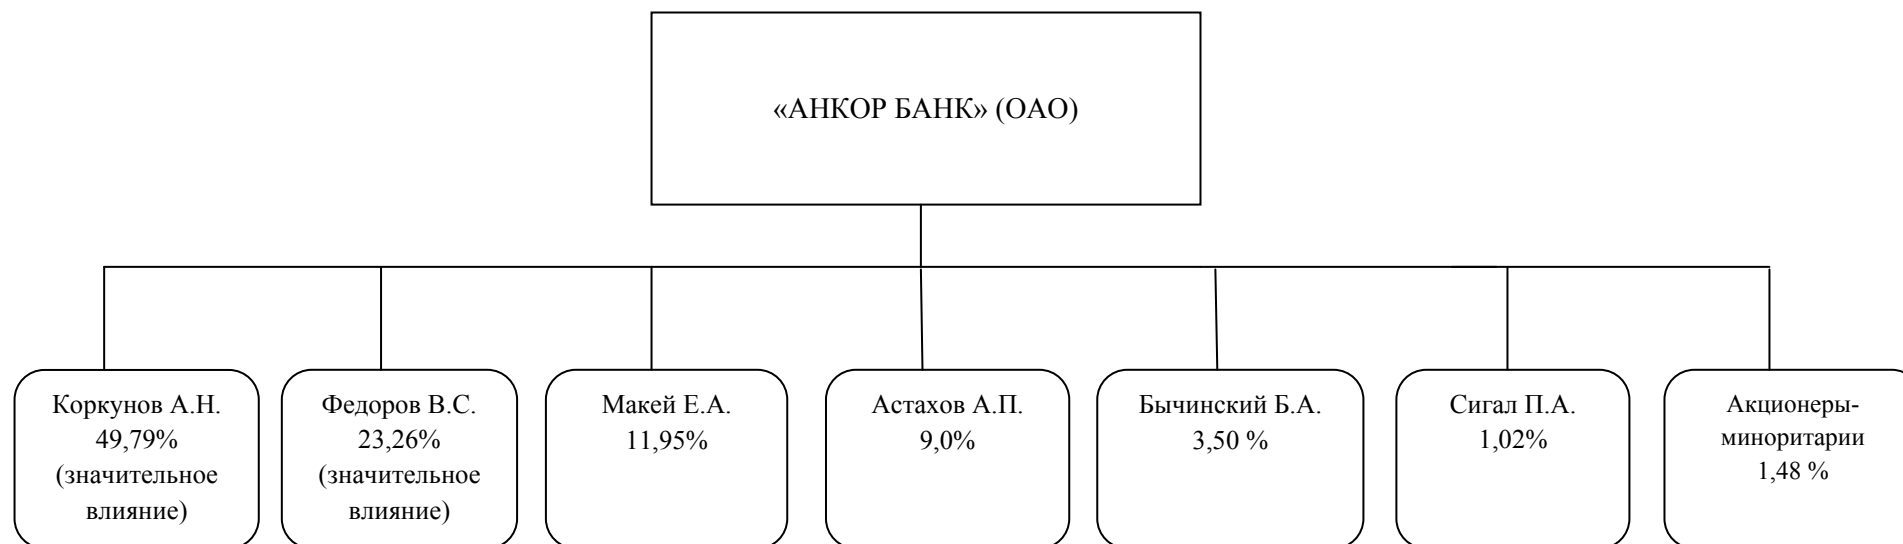 «АНКОР БАНК» (ОАО)
Коркунов А.Н.
49,79%
(значительное
влияние)
Федоров В.С.
23,26%
(значительное
влияние)
Макей Е.А.
11,95%
Астахов А.П.
9,0%
Бычинский Б.А.
3,50 %
Сигал П.А.
1,02%
Акционеры-
миноритарии
1,48 %